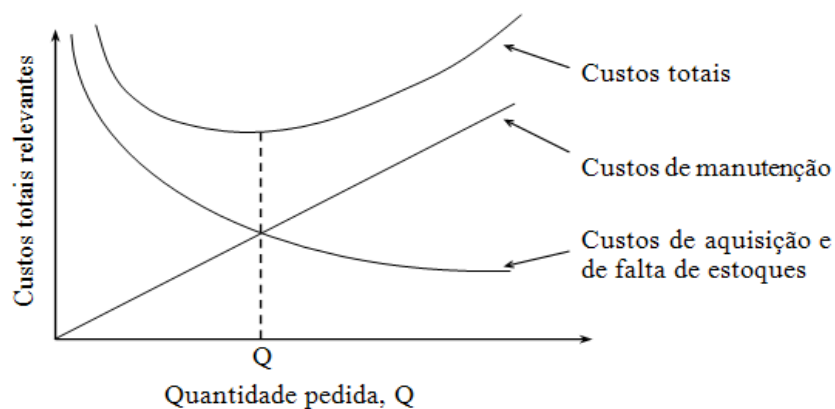 Custos totais relevantes
Custos totais
Custos de manutenção
Custos de aquisição e
de falta de estoques
Q
Quantidade pedida, Q